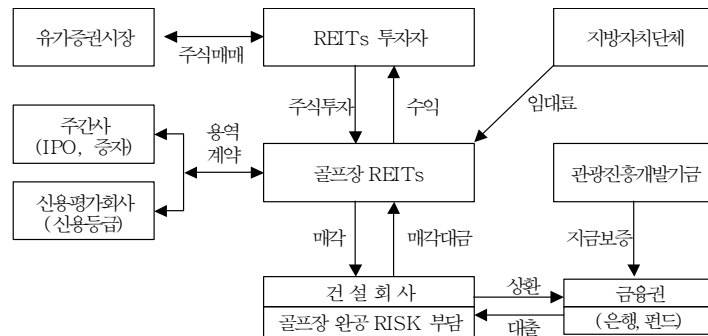 유가증권시장
주식매매
REITs 투자자
지방자치단체
주식투자
수익
임대료
주간사
(IPO, 증자)
용역
계약
골프장 REITs
관광진흥개발기금
신용평가회사
(신용등급)
매각
매각대금
지금보증
건 설 회 사
상환
금융권
골프장 완공 RISK 부담
대출
(은행, 펀드)